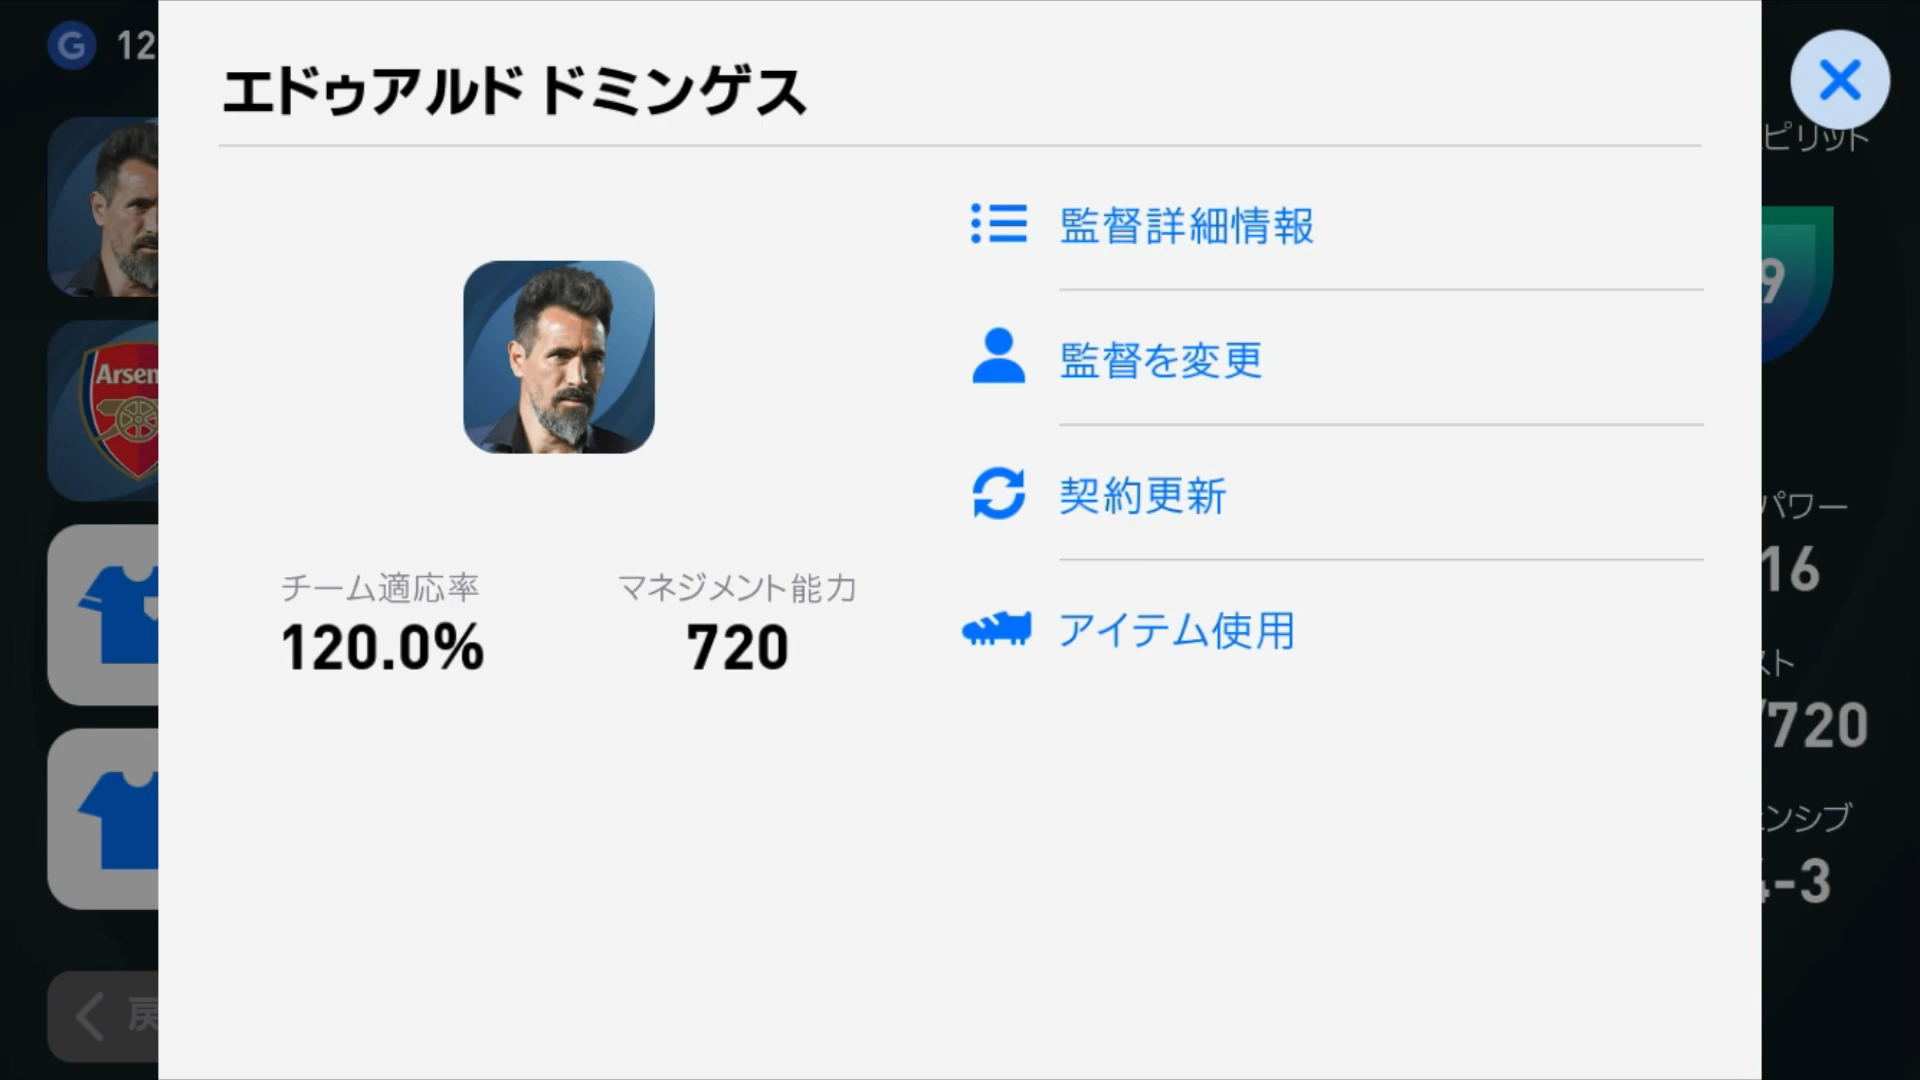 G 12
エドゥアルド ドミンゲス
ピリット
監督詳細情報
監督を変更
契約更新
アイテム使用
チーム適応率
120.0%
マネジメント能力
720
Arsen
9
パワー
16
スト
/720
ンシブ
4-3
戻